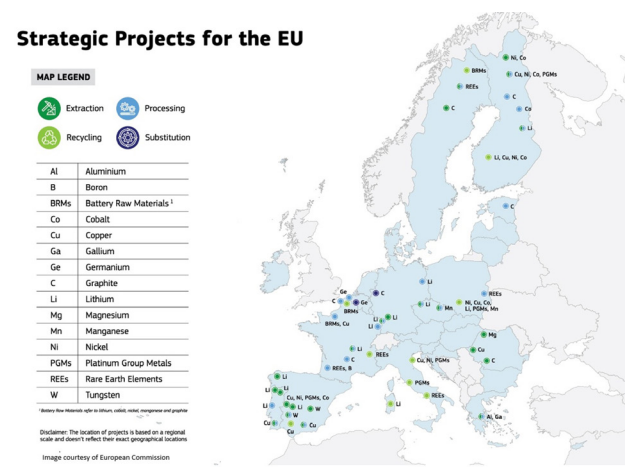 Strategic Projects for the EU
MAP LEGEND
Extraction
Processing
Recycling
Substitution
Al Aluminium
B Boron
BRMs Battery Raw Materials ¹
Co Cobalt
Cu Copper
Ga Gallium
Ge Germanium
C Graphite
Li Lithium
Mg Magnesium
Mn Manganese
Ni Nickel
PGMs Platinum Group Metals
REEs Rare Earth Elements
W Tungsten
¹ Battery Raw Materials refer to lithium, cobalt, nickel, manganese and graphite
Disclaimer: The location of projects is based on a regional
scale and doesn't reflect their exact geographical locations
Image courtesy of European Commission
Ni, Co
BRMs
Cu, Ni, Co, PGMs
REEs
C
C
Co
Li
Li, Cu, Ni, Co
C
Li
Ge
C
REEs
C
Ge
BRMs
Li
Mn
Ni, Cu, Co,
Li, PGMs, Mn
BRMs, Cu
Li
Li
Li
Mg
Li
REEs
Cu
C
Cu, Ni, PGMs
C
REEs, B
Li
PGMs
Li
Li
REEs
Cu, Ni, PGMs, Co
Li
Li
Li
W
W
Al, Ga
Cu
Cu
Cu